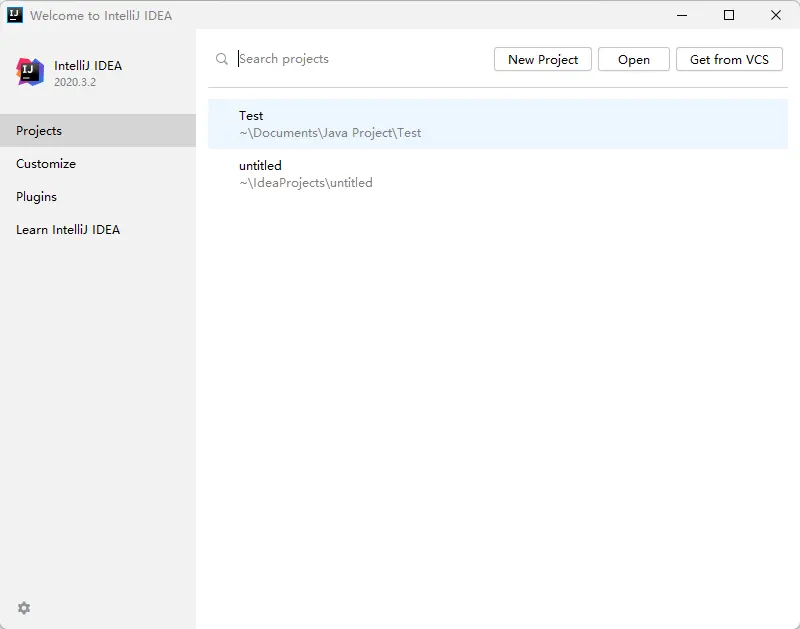 Welcome to IntelliJ IDEA
IntelliJ IDEA
2020.3.2
Projects
Customize
Plugins
Learn IntelliJ IDEA
Search projects
New Project
Open
Get from VCS
Test
~\Documents\Java Project\Test
untitled
~\IdeaProjects\untitled